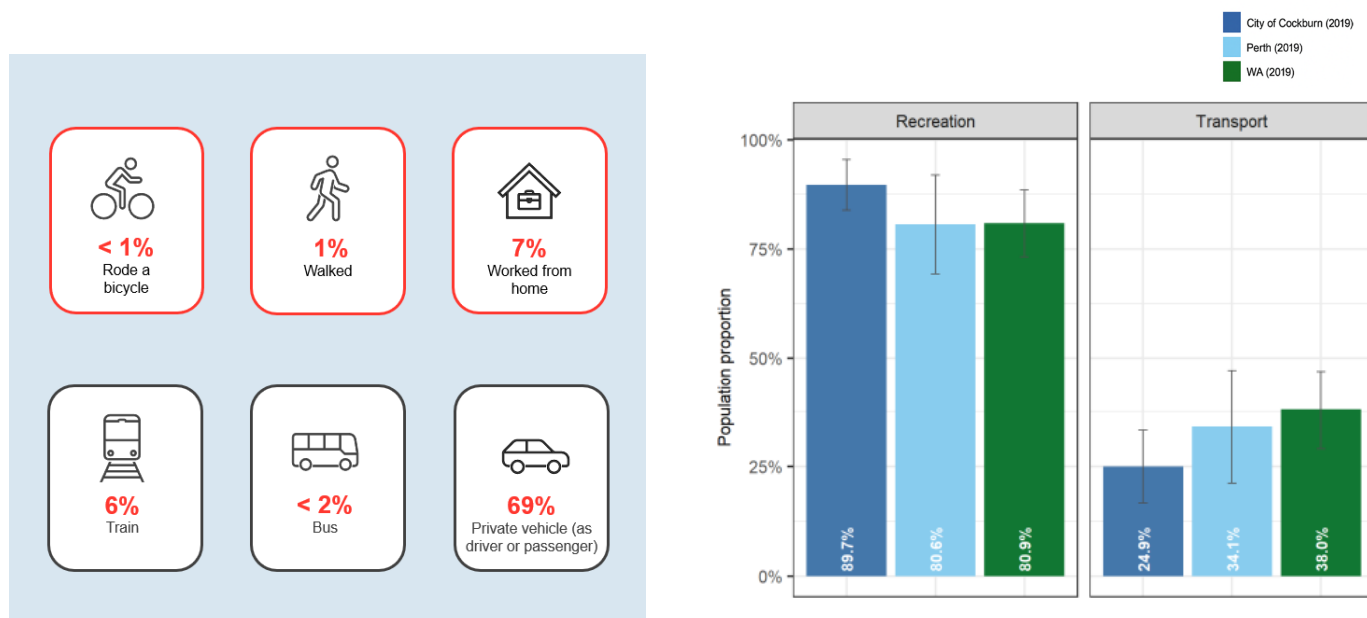 < 1%
Rode a
bicycle
1%
Walked
7%
Worked from
home
6%
Train
< 2%
Bus
69%
Private vehicle (as
driver or passenger)
City of Cockburn (2019)
Perth (2019)
WA (2019)
Recreation
Transport
Population proportion
100%
75%
50%
25%
0%
89.7%
80.6%
80.9%
24.9%
34.1%
38.0%